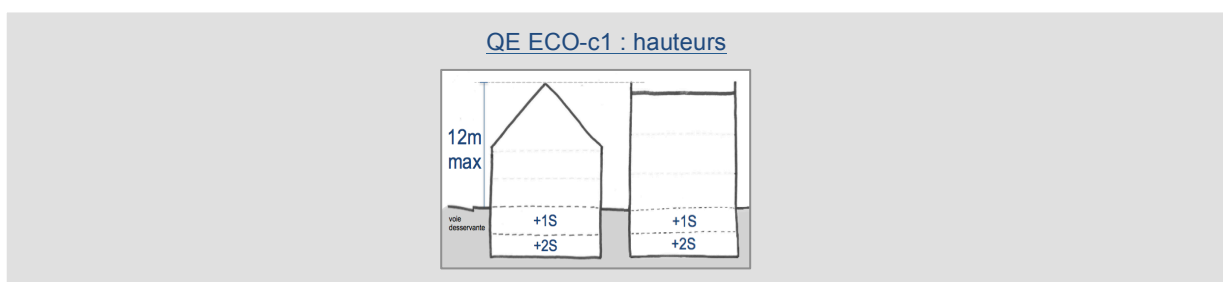 QE ECO-c1 : hauteurs
12m
max
voie
desservante
+1S
+2S
+1S
+2S